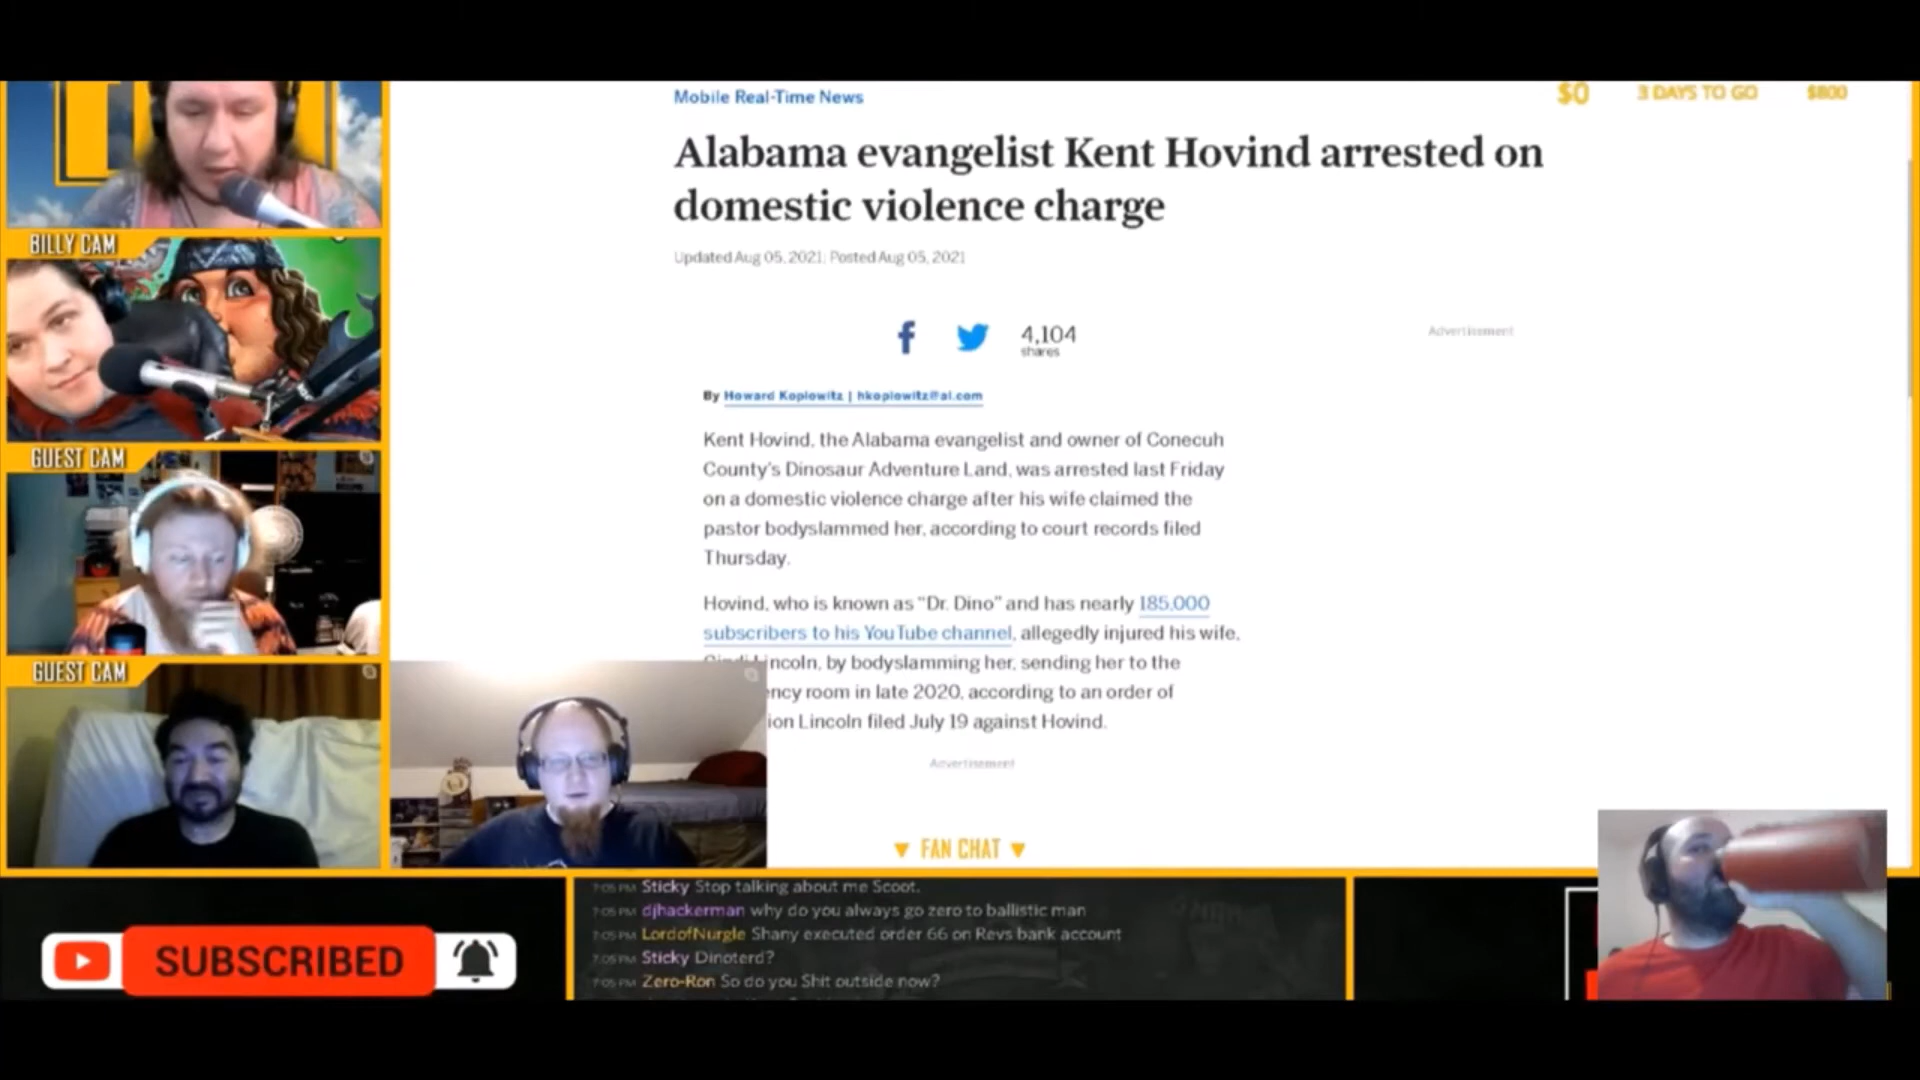 Mobile Real-Time News
$0 3 DAYS TO GO $800
Alabama evangelist Kent Hovind arrested on
domestic violence charge
Updated Aug 05, 2021; Posted Aug 05, 2021
BILLY CAM
4,104
shares
Advertisement
By Howard Koplowitz | hkoplowitz@al.com
Kent Hovind, the Alabama evangelist and owner of Conecuh
County's Dinosaur Adventure Land, was arrested last Friday
on a domestic violence charge after his wife claimed the
pastor bodyslammed her, according to court records filed
Thursday.
GUEST CAM
Hovind, who is known as “Dr. Dino” and has nearly 185,000
subscribers to his YouTube channel, allegedly injured his wife,
incoln, by bodyslamming her, sending her to the
ncy room in late 2020, according to an order of
ion Lincoln filed July 19 against Hovind.
GUEST CAM
Advertisement
▼ FAN CHAT ▼
7:05 PM Sticky Stop talking about me Scoot.
7:05 PM djhackerman why do you always go zero to ballistic man
7:05 PM LordofNurgle Shany executed order 66 on Revs bank account
7:05 PM Sticky Dinoterd?
7:05 PM Zero-Ron So do you Shit outside now?
SUBSCRIBED